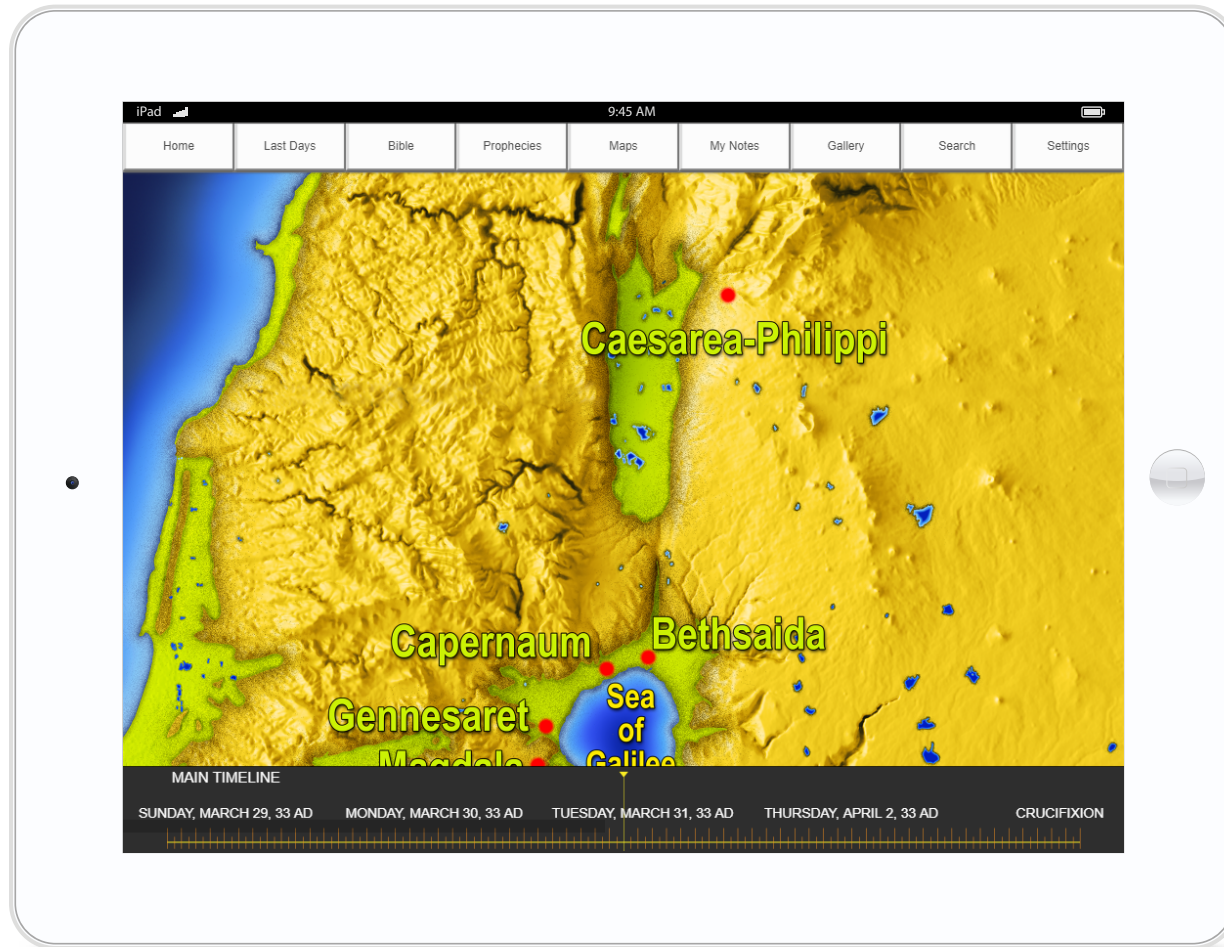 iPad 9:45 AM
Home Last Days Bible Prophecies Maps My Notes Gallery Search Settings
Caesarea-Philippi
Capernaum
Bethsaida
Sea
of
Galilee
Gennesaret
Magdala
MAIN TIMELINE
SUNDAY, MARCH 29, 33 AD MONDAY, MARCH 30, 33 AD TUESDAY, MARCH 31, 33 AD THURSDAY, APRIL 2, 33 AD CRUCIFIXION